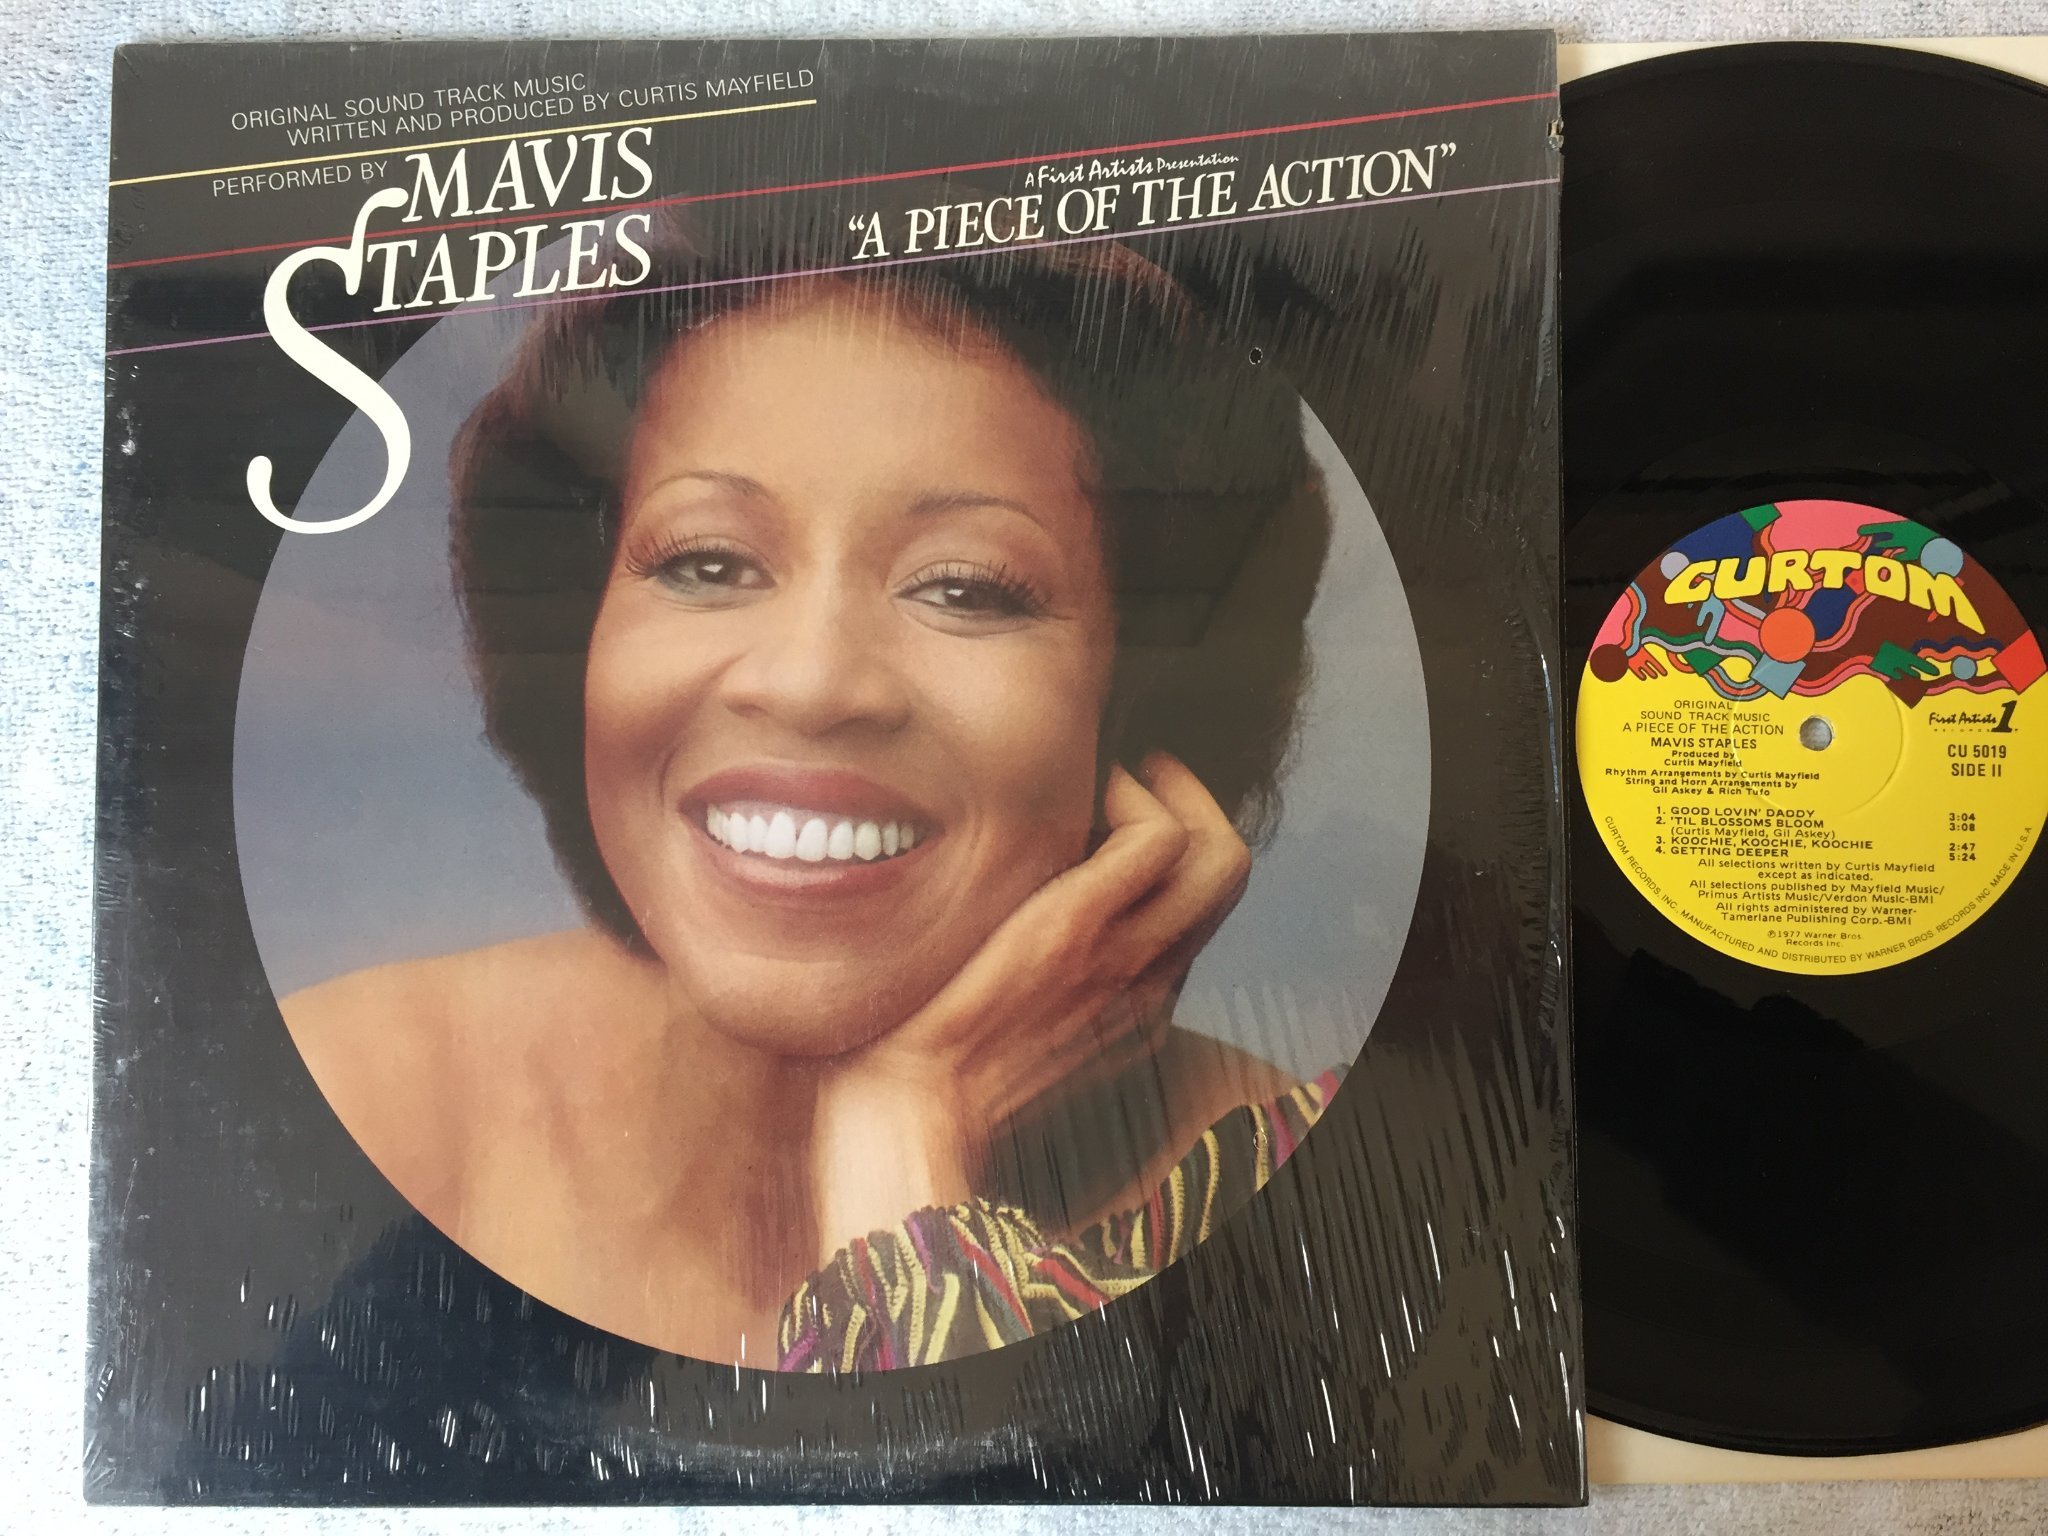 ORIGINAL SOUND TRACK MUSIC
WRITTEN AND PRODUCED BY CURTIS MAYFIELD
PERFORMED BY MAVIS
STAPLES
A First Artists Presentation
"A PIECE OF THE ACTION"
CURTOM
ORIGINAL
SOUND TRACK MUSIC
A PIECE OF THE ACTION
MAVIS STAPLES
Produced by
Curtis Mayfield
Rhythm Arrangements by Curtis Mayfield
String and Horn Arrangements by
Gil Askey & Rich Tufo
First Artists 1
RECORDS
CU 5019
SIDE II
1. GOOD LOVIN' DADDY 3:04
2. 'TIL BLOSSOMS BLOOM 3:08
(Curtis Mayfield, Gil Askey)
3. KOOCHIE, KOOCHIE, KOOCHIE 2:47
4. GETTING DEEPER 5:24
All selections written by Curtis Mayfield
except as indicated.
All selections published by Mayfield Music/
Primus Artists Music/Verdon Music-BMI
All rights administered by Warner-
Tamerlane Publishing Corp.-BMI
℗1977 Warner Bros.
Records Inc.
CURTOM RECORDS, INC., MANUFACTURED AND DISTRIBUTED BY WARNER BROS. RECORDS INC. MADE IN U.S.A